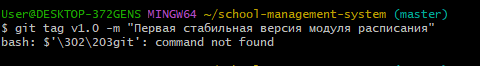 User@DESKTOP-372GENS MINGW64 ~/school-management-system (master)
$ git tag v1.0 -m "Первая стабильная версия модуля расписания"
bash: $'\302\203git': command not found